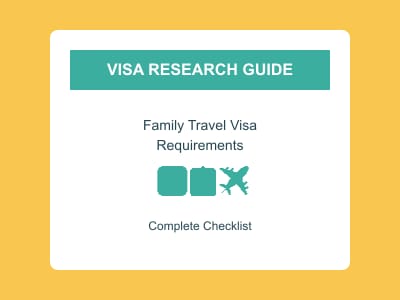 VISA RESEARCH GUIDE
Family Travel Visa
Requirements
Complete Checklist